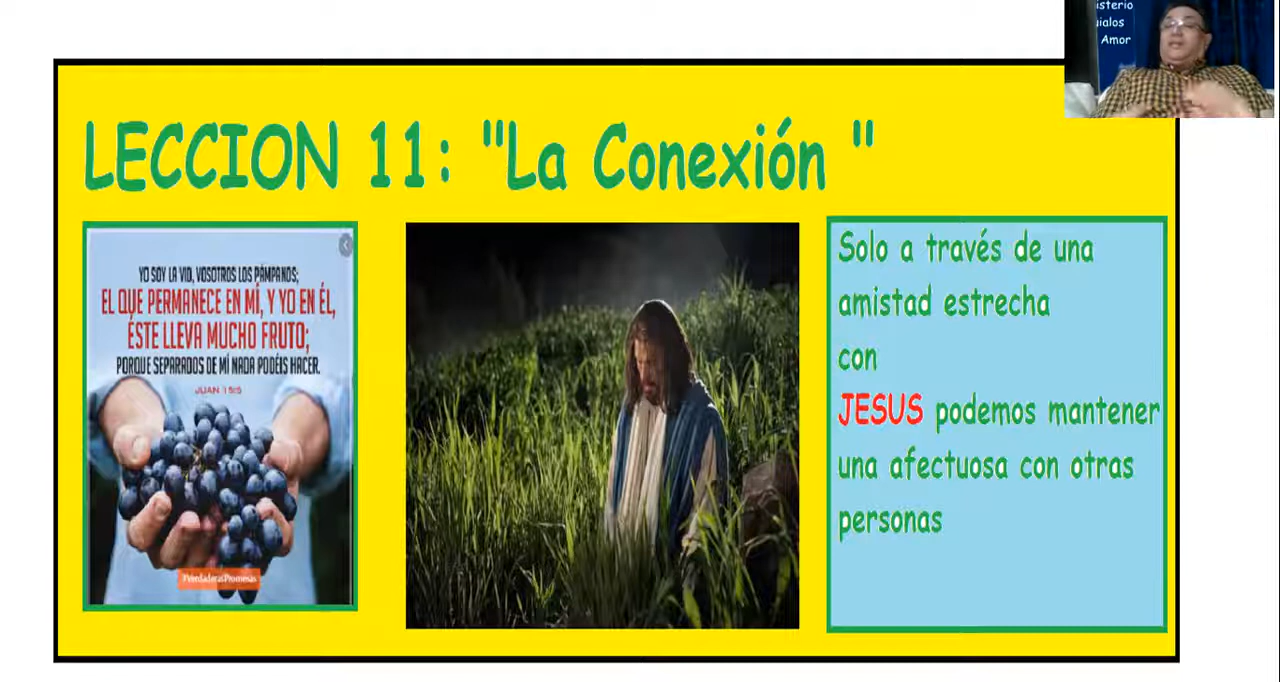 isterio
uialos
Amor
LECCION 11: "La Conexión "
YO SOY LA VID, VOSOTROS LOS PÁMPANOS;
EL QUE PERMANECE EN MÍ, Y YO EN ÉL,
ÉSTE LLEVA MUCHO FRUTO;
PORQUE SEPARADOS DE MÍ NADA PODÉIS HACER.
JUAN 15:5
#VerdaderasPromesas
Solo a través de una
amistad estrecha
con
JESUS podemos mantener
una afectuosa con otras
personas